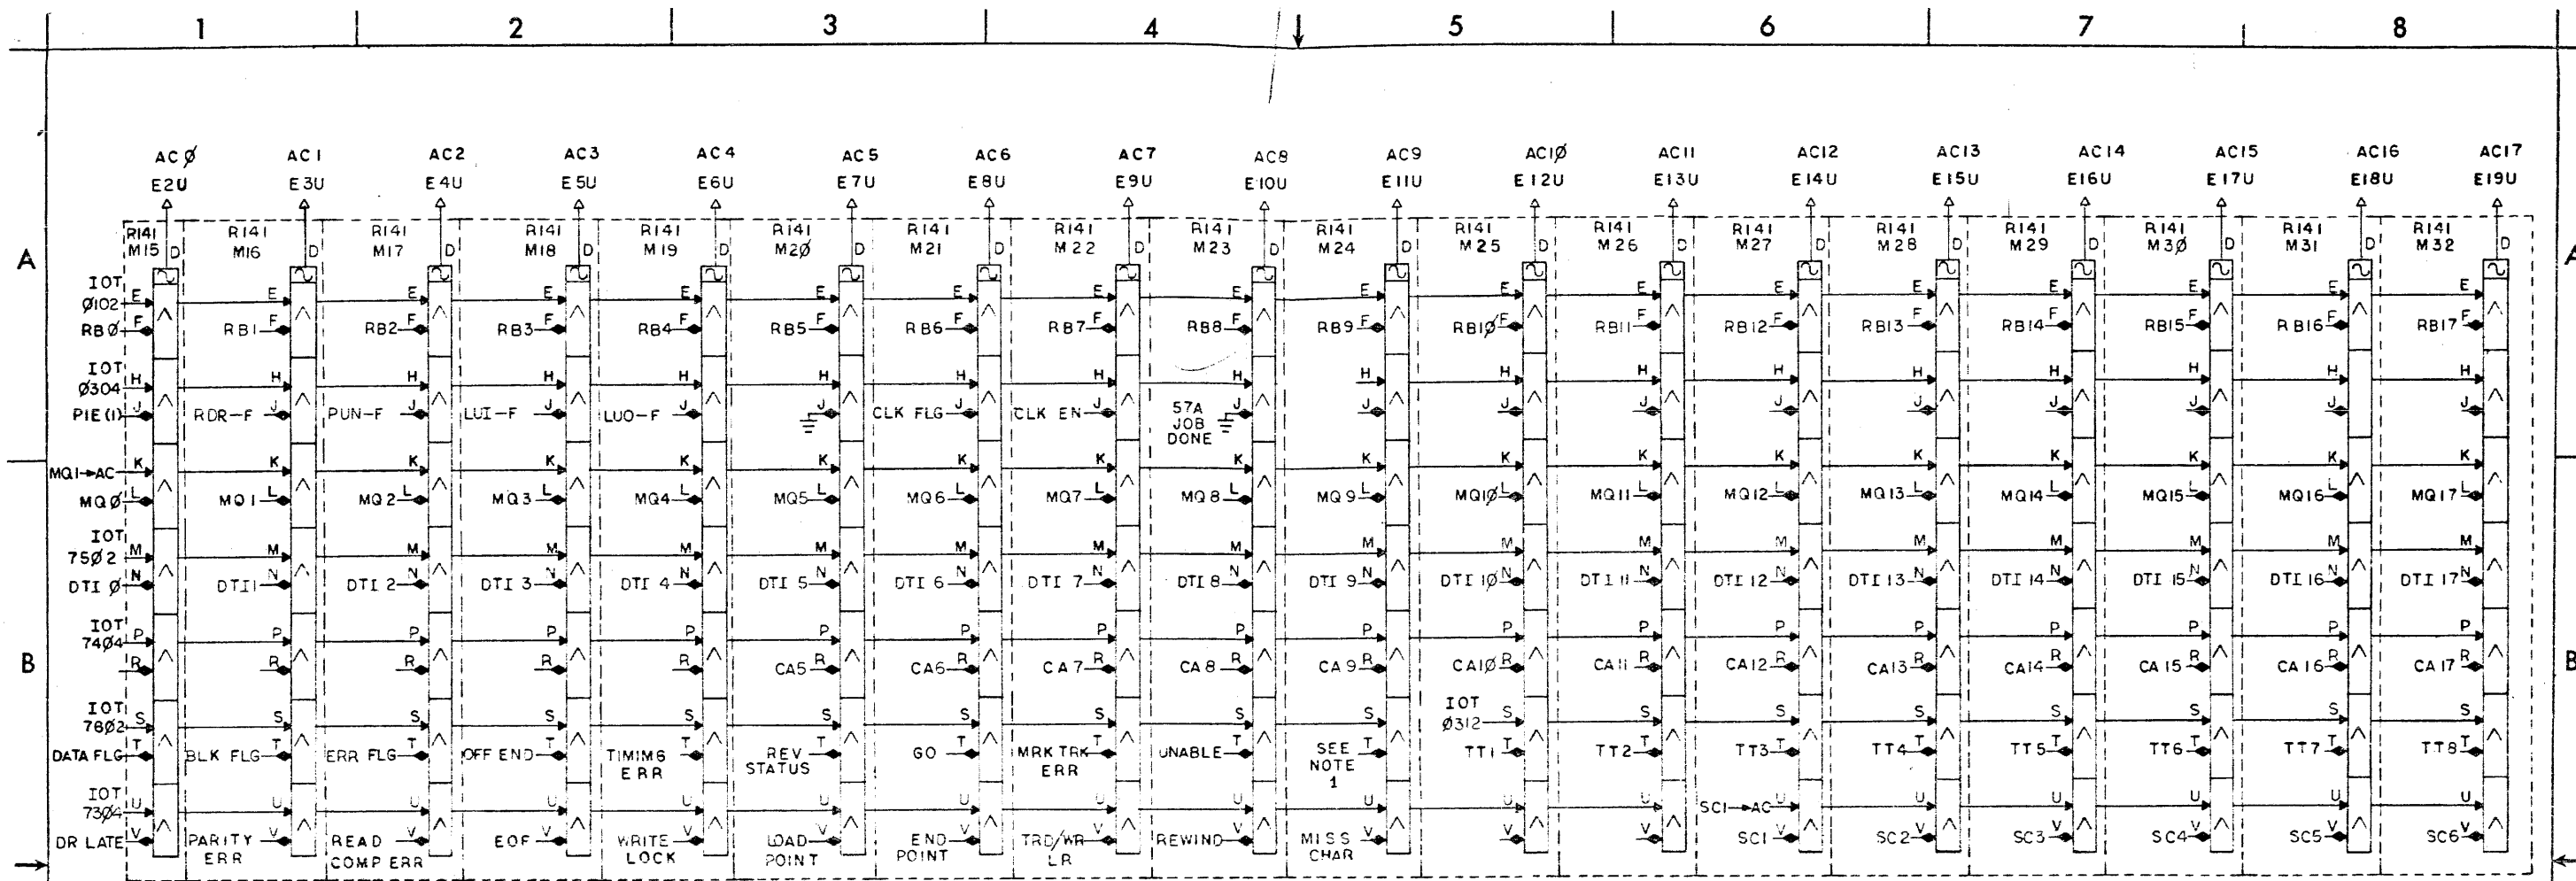 1 2 3 4 5 6 7 8
ACØ AC1 AC2 AC3 AC4 AC5 AC6 AC7 AC8 AC9 AC1Ø AC11 AC12 AC13 AC14 AC15 AC16 AC17
E2U E3U E4U E5U E6U E7U E8U E9U E10U E11U E12U E13U E14U E15U E16U E17U E18U E19U
R141 R141 R141 R141 R141 R141 R141 R141 R141 R141 R141 R141 R141 R141 R141 R141 R141 R141
M15 D M16 D M17 D M18 D M19 D M2Ø D M21 D M22 D M23 D M24 D M25 D M26 D M27 D M28 D M29 D M3Ø D M31 D M32 D
A A
IOT
Ø102 E E E E E E E E E E E E E E E E E E
RBØ F RB1 F RB2 F RB3 F RB4 F RB5 F RB6 F RB7 F RB8 F RB9 F RB1Ø F RB11 F RB12 F RB13 F RB14 F RB15 F RB16 F RB17 F
IOT
Ø304 H H H H H H H H H H H H H H H H H H
PIE(1) J RDR-F J PUN-F J LUI-F J LUO-F J J CLK FLG J CLK EN J 57A JOB DONE J J J J J J J J J J
MQ1→AC K K K K K K K K K K K K K K K K K K
MQØ L MQ1 L MQ2 L MQ3 L MQ4 L MQ5 L MQ6 L MQ7 L MQ8 L MQ9 L MQ1Ø L MQ11 L MQ12 L MQ13 L MQ14 L MQ15 L MQ16 L MQ17 L
IOT
75Ø2 M M M M M M M M M M M M M M M M M M
DTI Ø N DTI1 N DTI 2 N DTI 3 N DTI 4 N DTI 5 N DTI 6 N DTI 7 N DTI 8 N DTI 9 N DTI 1Ø N DTI 11 N DTI 12 N DTI 13 N DTI 14 N DTI 15 N DTI 16 N DTI 17 N
IOT
74Ø4 P P P P P P P P P P P P P P P P P P
B B
R R R R R CA5 R CA6 R CA7 R CA8 R CA9 R CA1Ø R CA11 R CA12 R CA13 R CA14 R CA15 R CA16 R CA17 R
IOT IOT
76Ø2 S S S S S S S S S S Ø312 S S S S S S S S
DATA FLG T BLK FLG T ERR FLG T OFF END T TIMIMG ERR T REV STATUS T GO T MRK TRK ERR T UNABLE T SEE NOTE 1 T TT1 T TT2 T TT3 T TT4 T TT5 T TT6 T TT7 T TT8 T
IOT
73Ø4 U U U U U U U U U U U U SC1→AC U U U U U U
DR LATE V PARITY ERR V READ COMP ERR V EOF V WRITE LOCK V LOAD POINT V END POINT V TRD/WR LR V REWIND V MISS CHAR V V V SC1 V SC2 V SC3 V SC4 V SC5 V SC6 V